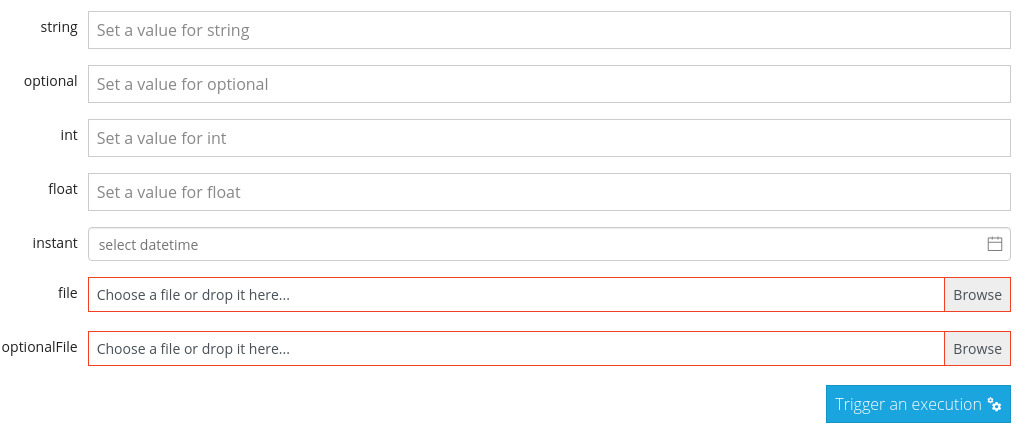 string
Set a value for string
optional
Set a value for optional
int
Set a value for int
float
Set a value for float
instant
select datetime
file
Choose a file or drop it here...
Browse
optionalFile
Choose a file or drop it here...
Browse
Trigger an execution